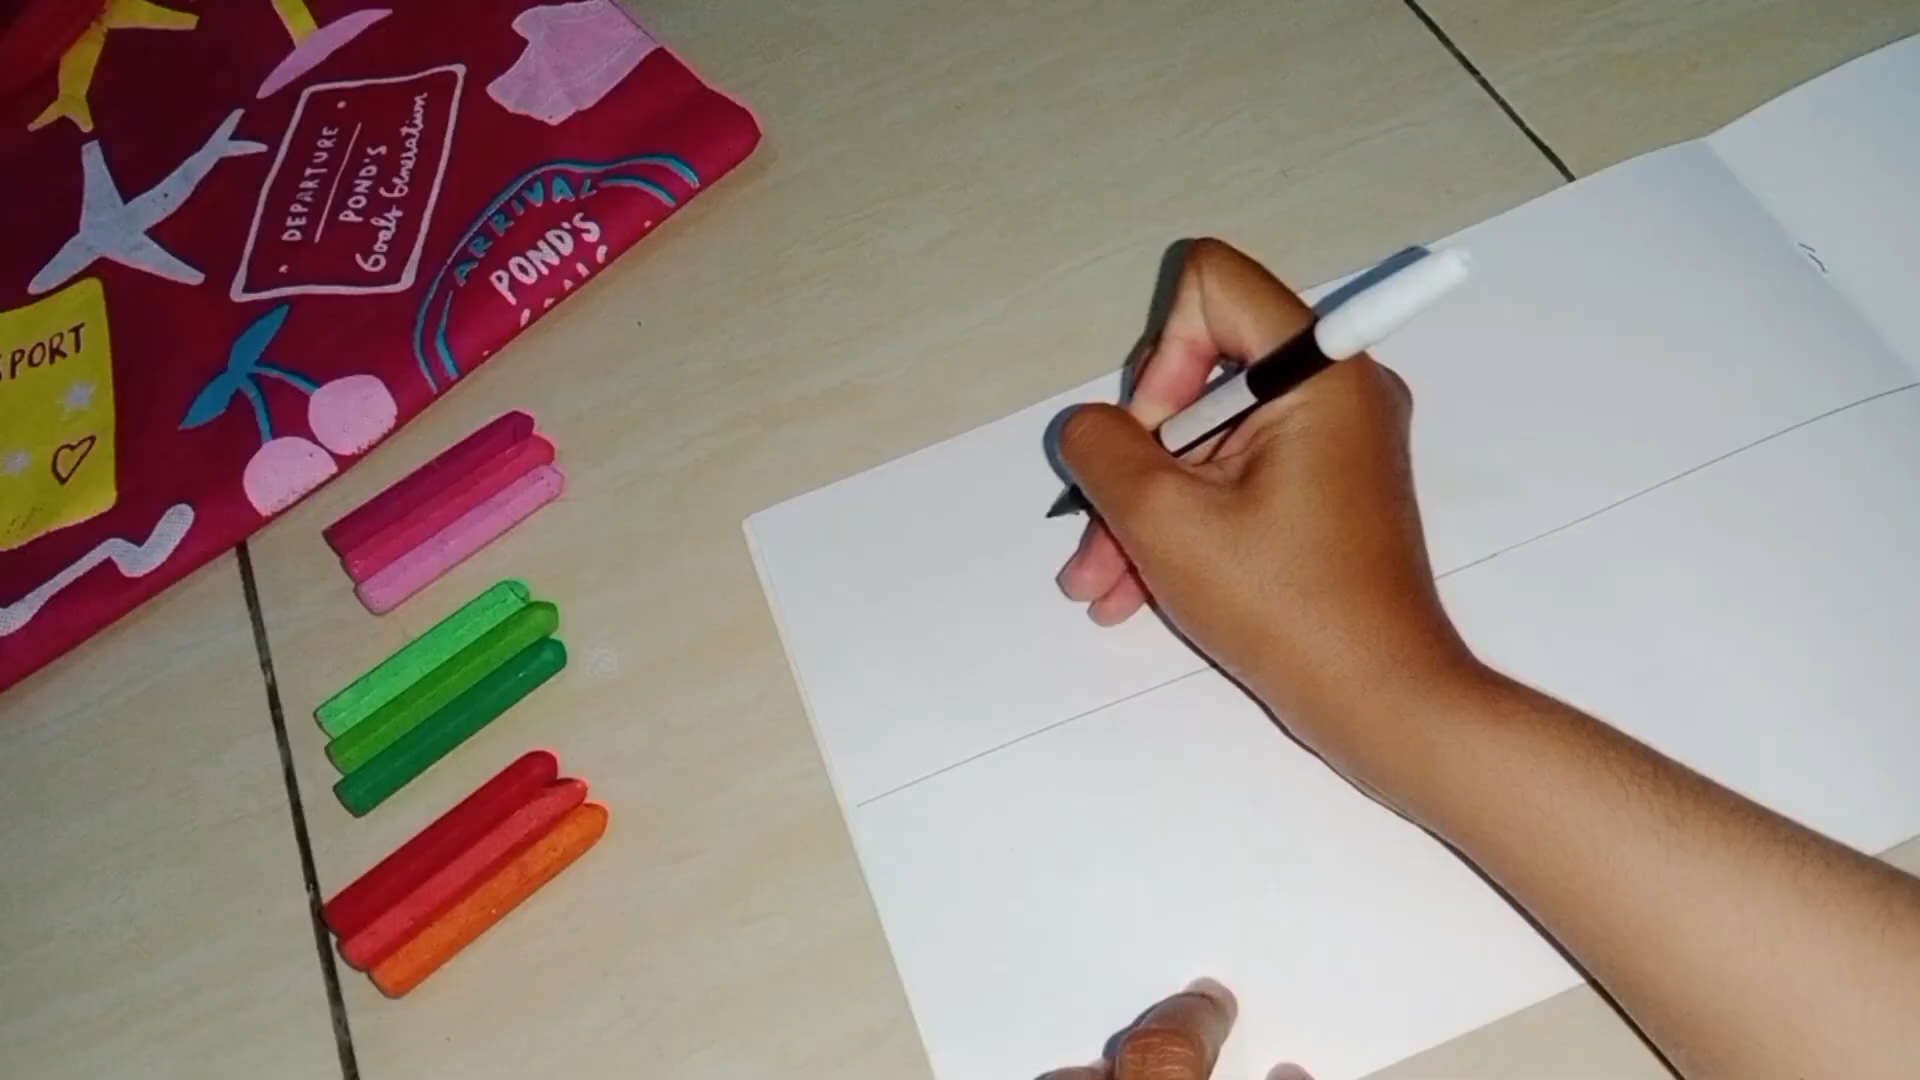 DEPARTURE
POND'S
Goals Generation
ARRIVAL
POND'S
SPORT